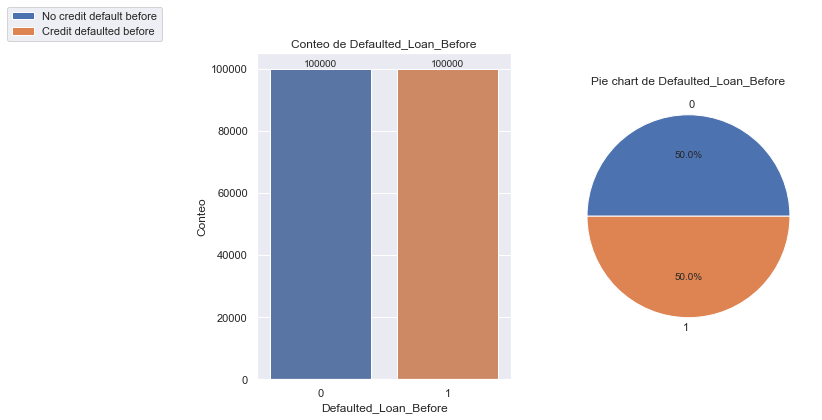 No credit default before
Credit defaulted before
Conteo de Defaulted_Loan_Before
100000
100000
100000
80000
60000
40000
20000
0
Conteo
0
1
Defaulted_Loan_Before
Pie chart de Defaulted_Loan_Before
0
50.0%
50.0%
1